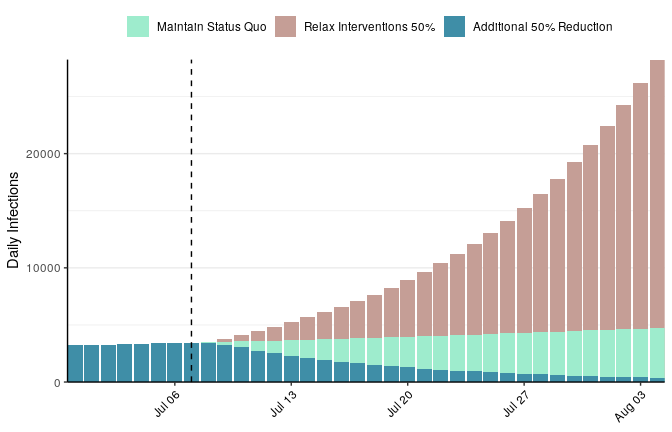 Maintain Status Quo Relax Interventions 50% Additional 50% Reduction
Daily Infections
20000
10000
0
Jul 06 Jul 13 Jul 20 Jul 27 Aug 03